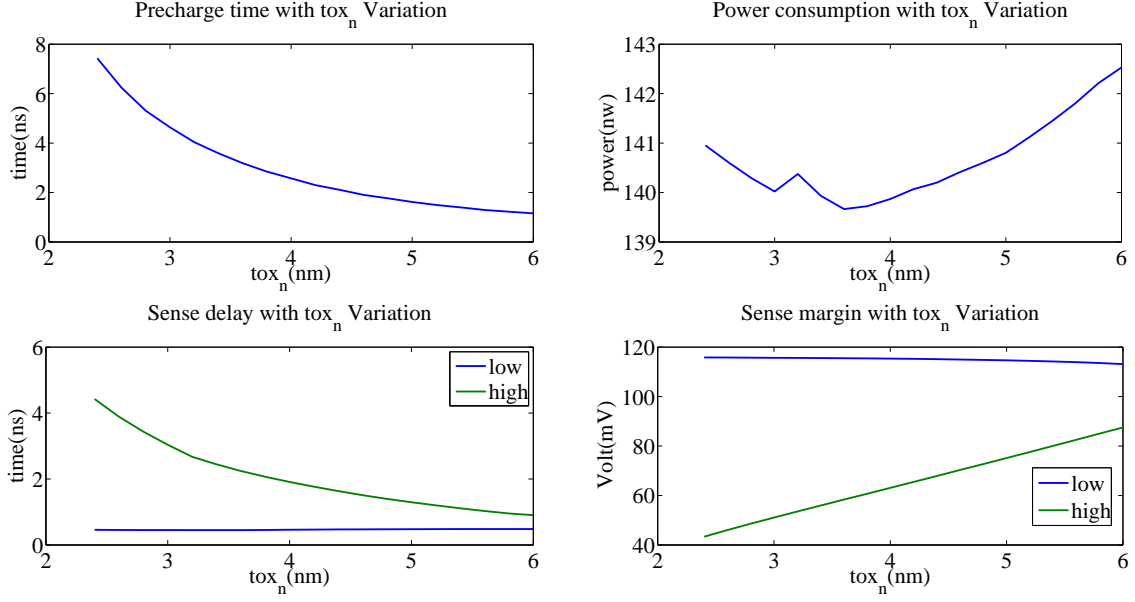 Precharge time with tox_n Variation
time(ns)
8
6
4
2
0
2 3 4 5 6
tox_n(nm)
Power consumption with tox_n Variation
power(nw)
143
142
141
140
139
2 3 4 5 6
tox_n(nm)
Sense delay with tox_n Variation
time(ns)
6
4
2
0
low
high
2 3 4 5 6
tox_n(nm)
Sense margin with tox_n Variation
Volt(mV)
120
100
80
60
40
low
high
2 3 4 5 6
tox_n(nm)